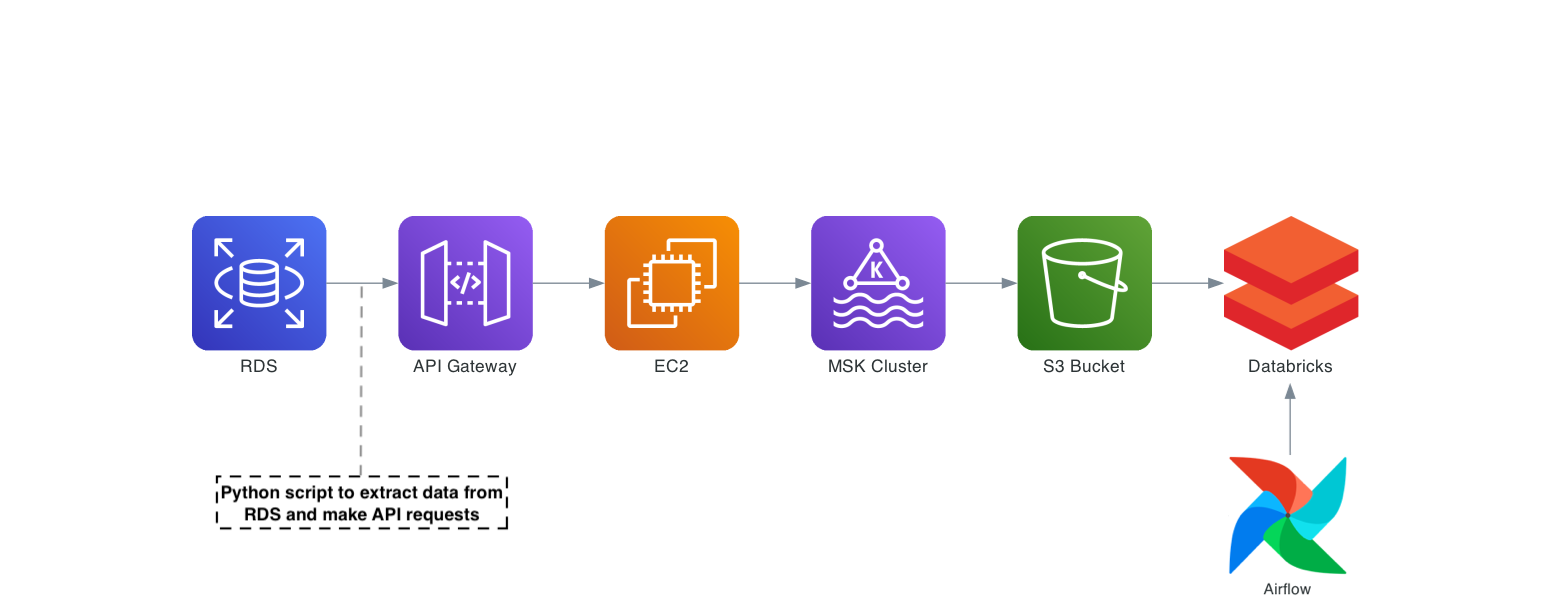 RDS
API Gateway
EC2
K
MSK Cluster
S3 Bucket
Databricks
Python script to extract data from
RDS and make API requests
Airflow